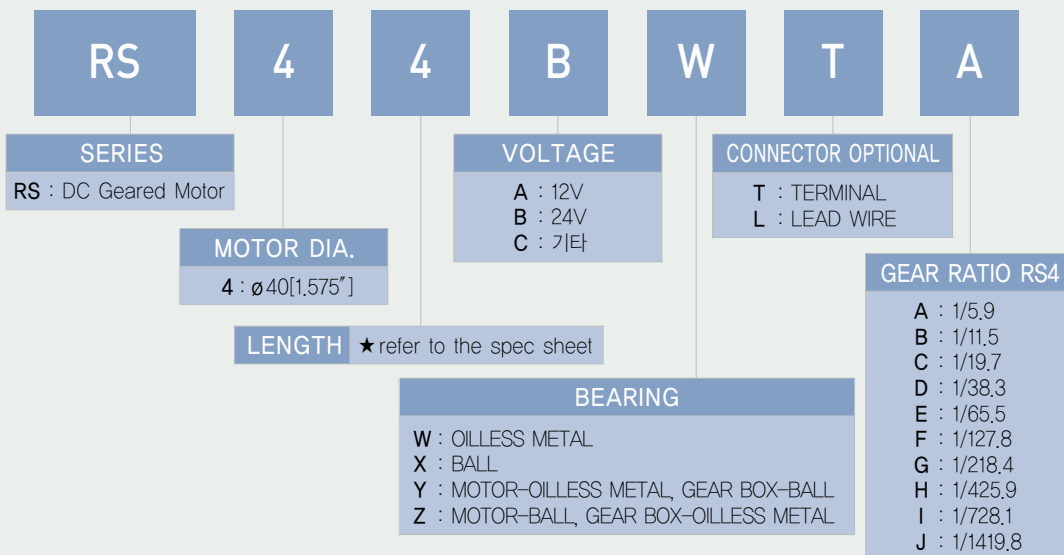 RS 4 4 B W T A
SERIES
RS : DC Geared Motor
MOTOR DIA.
4 : ø40[1.575″]
LENGTH ★refer to the spec sheet
VOLTAGE
A : 12V
B : 24V
C : 기타
BEARING
W : OILLESS METAL
X : BALL
Y : MOTOR-OILLESS METAL, GEAR BOX-BALL
Z : MOTOR-BALL, GEAR BOX-OILLESS METAL
CONNECTOR OPTIONAL
T : TERMINAL
L : LEAD WIRE
GEAR RATIO RS4
A : 1/5.9
B : 1/11.5
C : 1/19.7
D : 1/38.3
E : 1/65.5
F : 1/127.8
G : 1/218.4
H : 1/425.9
I : 1/728.1
J : 1/1419.8